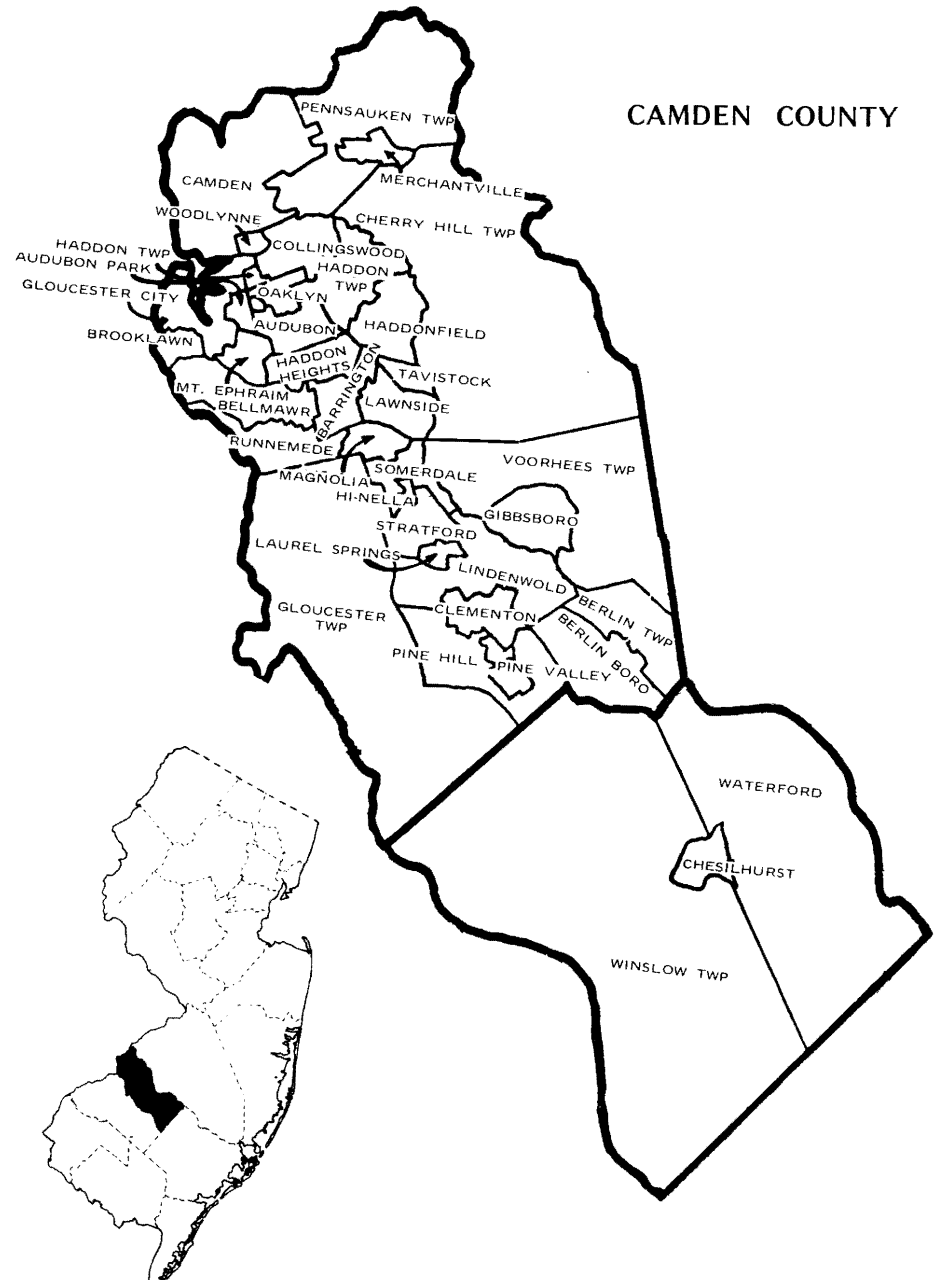 CAMDEN COUNTY
PENNSAUKEN TWP
MERCHANTVILLE
CAMDEN
WOODLYNNE
CHERRY HILL TWP
HADDON TWP
COLLINGSWOOD
AUDUBON PARK
HADDON
TWP
GLOUCESTER CITY
OAKLYN
BROOKLAWN
AUDUBON
HADDONFIELD
HADDON
HEIGHTS
BARRINGTON
TAVISTOCK
MT. EPHRAIM
BELLMAWR
LAWNSIDE
RUNNEMEDE
VOORHEES TWP
MAGNOLIA
SOMERDALE
HI-NELLA
GIBBSBORO
STRATFORD
LAUREL SPRINGS
LINDENWOLD
GLOUCESTER
TWP
CLEMENTON
BERLIN TWP
BERLIN BORO
PINE HILL
PINE VALLEY
WATERFORD
CHESILHURST
WINSLOW TWP